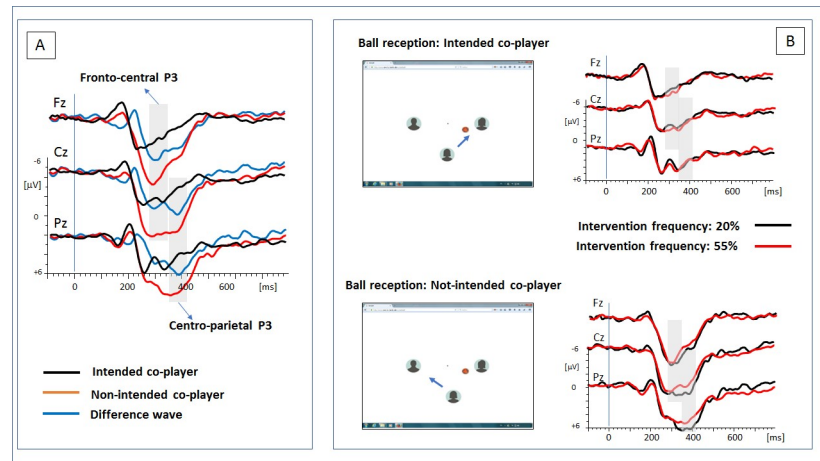 A
Fronto-central P3
Fz
Cz
Pz
-6
[µV]
0
+6
0
200
400
600
[ms]
Centro-parietal P3
Intended co-player
Non-intended co-player
Difference wave
B
Ball reception: Intended co-player
Fz
Cz
Pz
-6
[µV]
0
+6
0
200
400
600
[ms]
Intervention frequency: 20%
Intervention frequency: 55%
Ball reception: Not-intended co-player
Fz
Cz
Pz
-6
[µV]
0
+6
0
200
400
600
[ms]